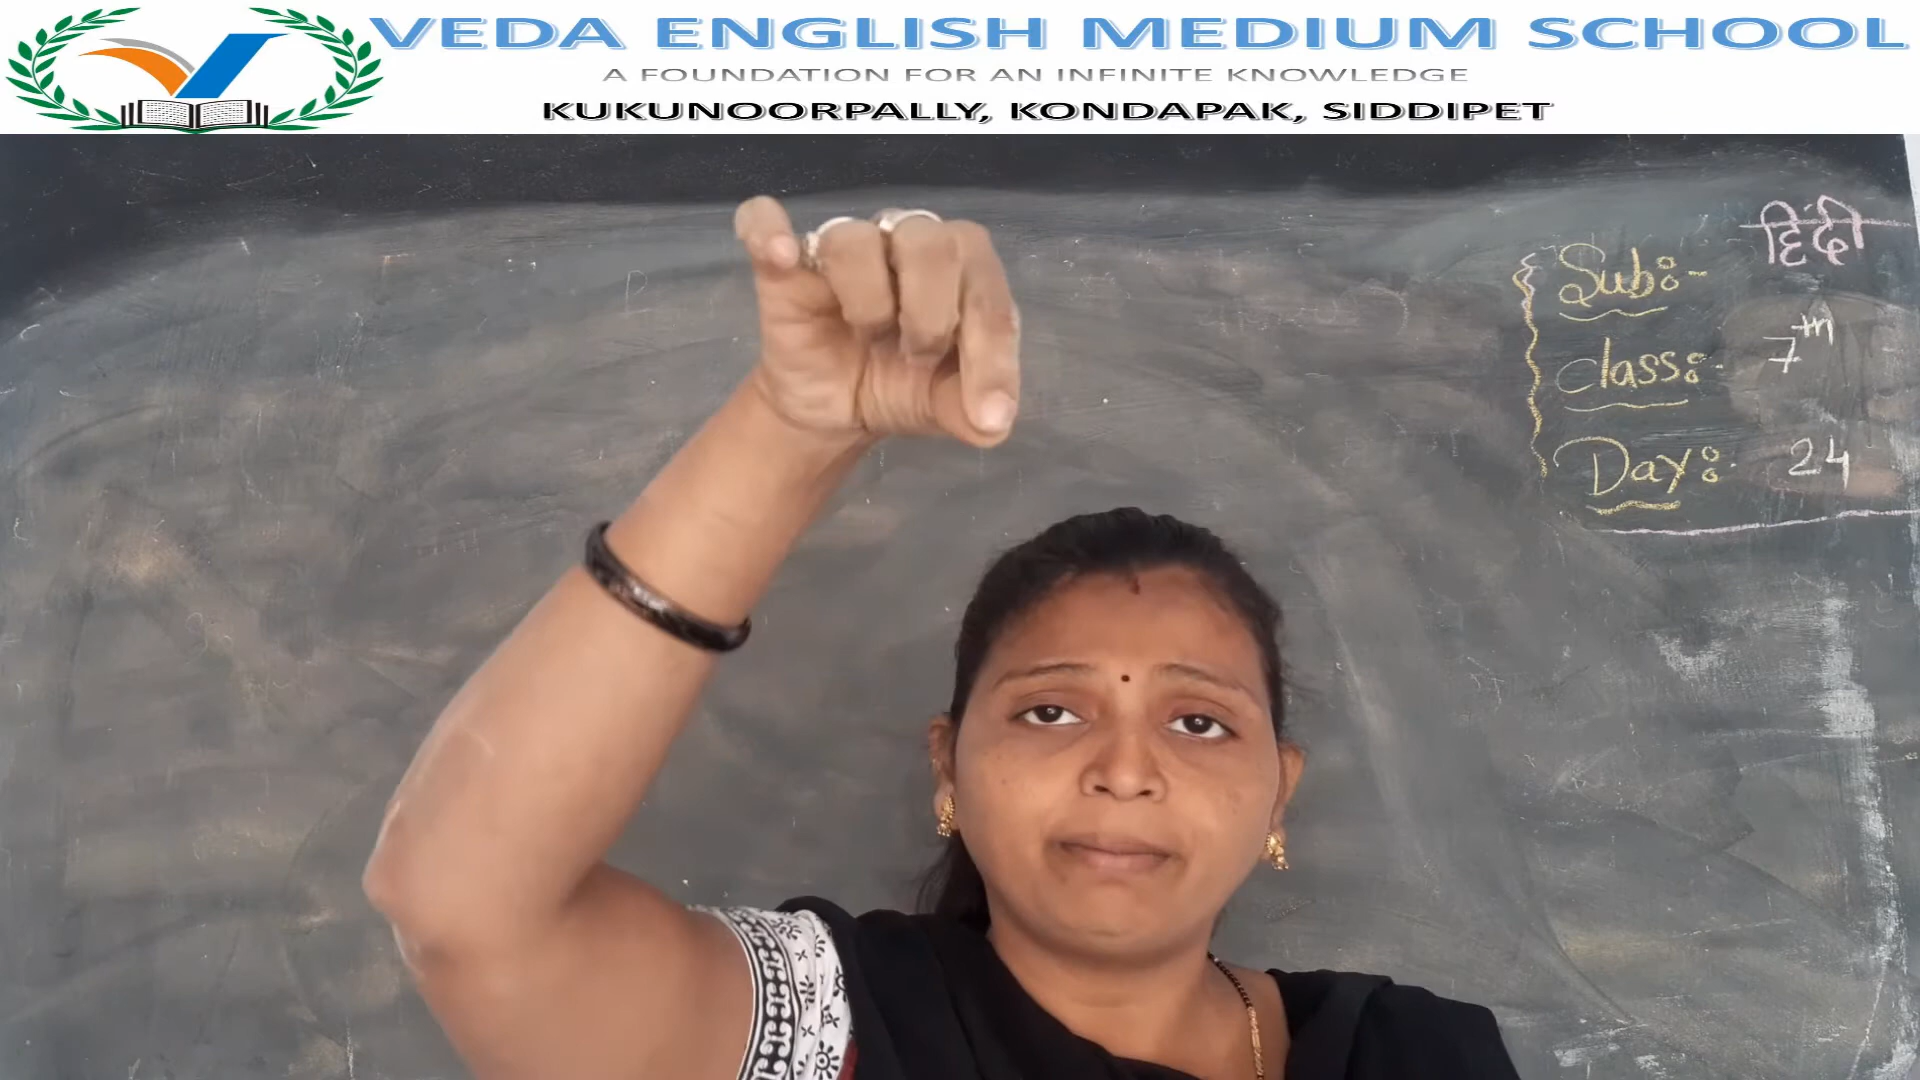 VEDA ENGLISH MEDIUM SCHOOL
A FOUNDATION FOR AN INFINITE KNOWLEDGE
KUKUNOORPALLY, KONDAPAK, SIDDIPET
Sub:- हिंदी
Class:- 7th
Day:- 24